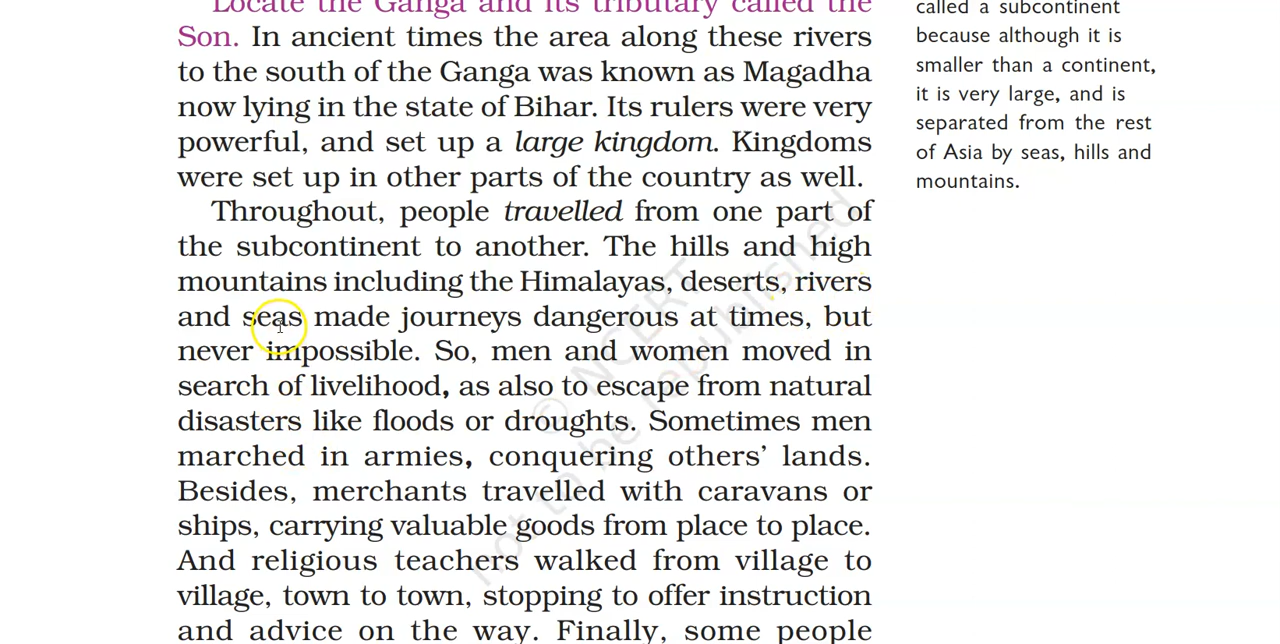 Locate the Ganga and its tributary called the
Son. In ancient times the area along these rivers
to the south of the Ganga was known as Magadha
now lying in the state of Bihar. Its rulers were very
powerful, and set up a large kingdom. Kingdoms
were set up in other parts of the country as well.
Throughout, people travelled from one part of
the subcontinent to another. The hills and high
mountains including the Himalayas, deserts, rivers
and seas made journeys dangerous at times, but
never impossible. So, men and women moved in
search of livelihood, as also to escape from natural
disasters like floods or droughts. Sometimes men
marched in armies, conquering others' lands.
Besides, merchants travelled with caravans or
ships, carrying valuable goods from place to place.
And religious teachers walked from village to
village, town to town, stopping to offer instruction
and advice on the way. Finally, some people
called a subcontinent
because although it is
smaller than a continent,
it is very large, and is
separated from the rest
of Asia by seas, hills and
mountains.
© NCERT
not to be republished